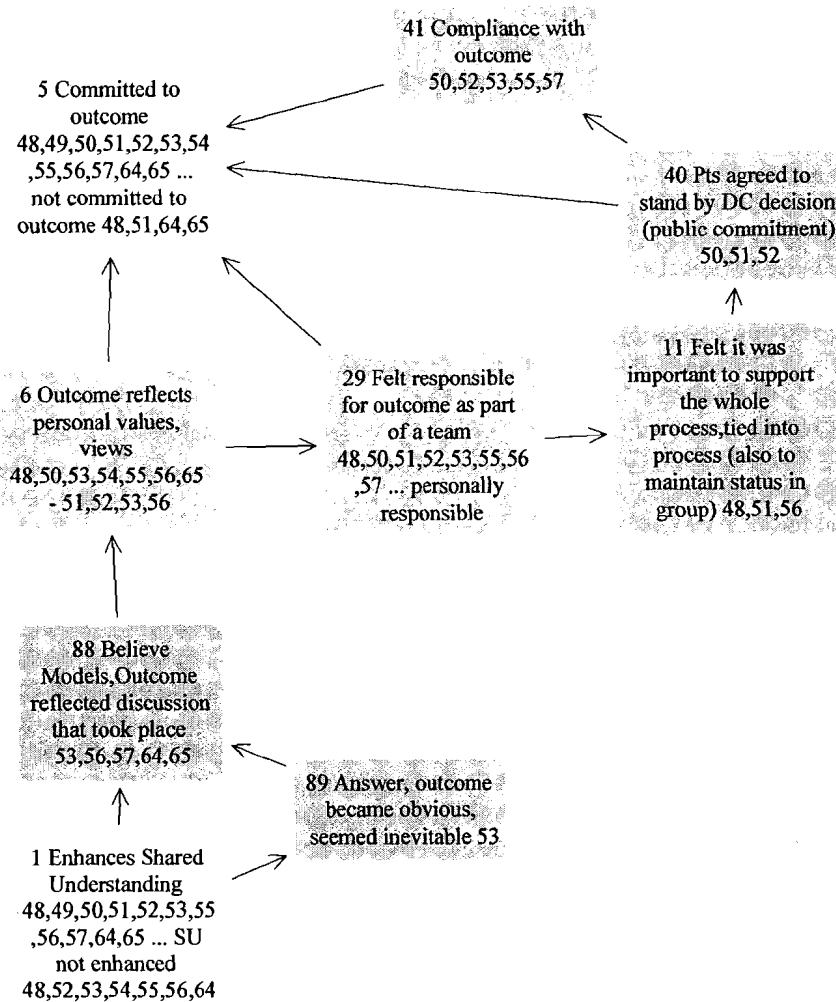 41 Compliance with
outcome
50,52,53,55,57
5 Committed to
outcome
48,49,50,51,52,53,54
,55,56,57,64,65 ...
not committed to
outcome 48,51,64,65
40 Pts agreed to
stand by DC decision
(public commitment)
50,51,52
6 Outcome reflects
personal values,
views
48,50,53,54,55,56,65
- 51,52,53,56
29 Felt responsible
for outcome as part
of a team
48,50,51,52,53,55,56
,57 ... personally
responsible
11 Felt it was
important to support
the whole
process,tied into
process (also to
maintain status in
group) 48,51,56
88 Believe
Models,Outcome
reflected discussion
that took place
53,56,57,64,65
89 Answer, outcome
became obvious,
seemed inevitable 53
1 Enhances Shared
Understanding
48,49,50,51,52,53,55
,56,57,64,65 ... SU
not enhanced
48,52,53,54,55,56,64